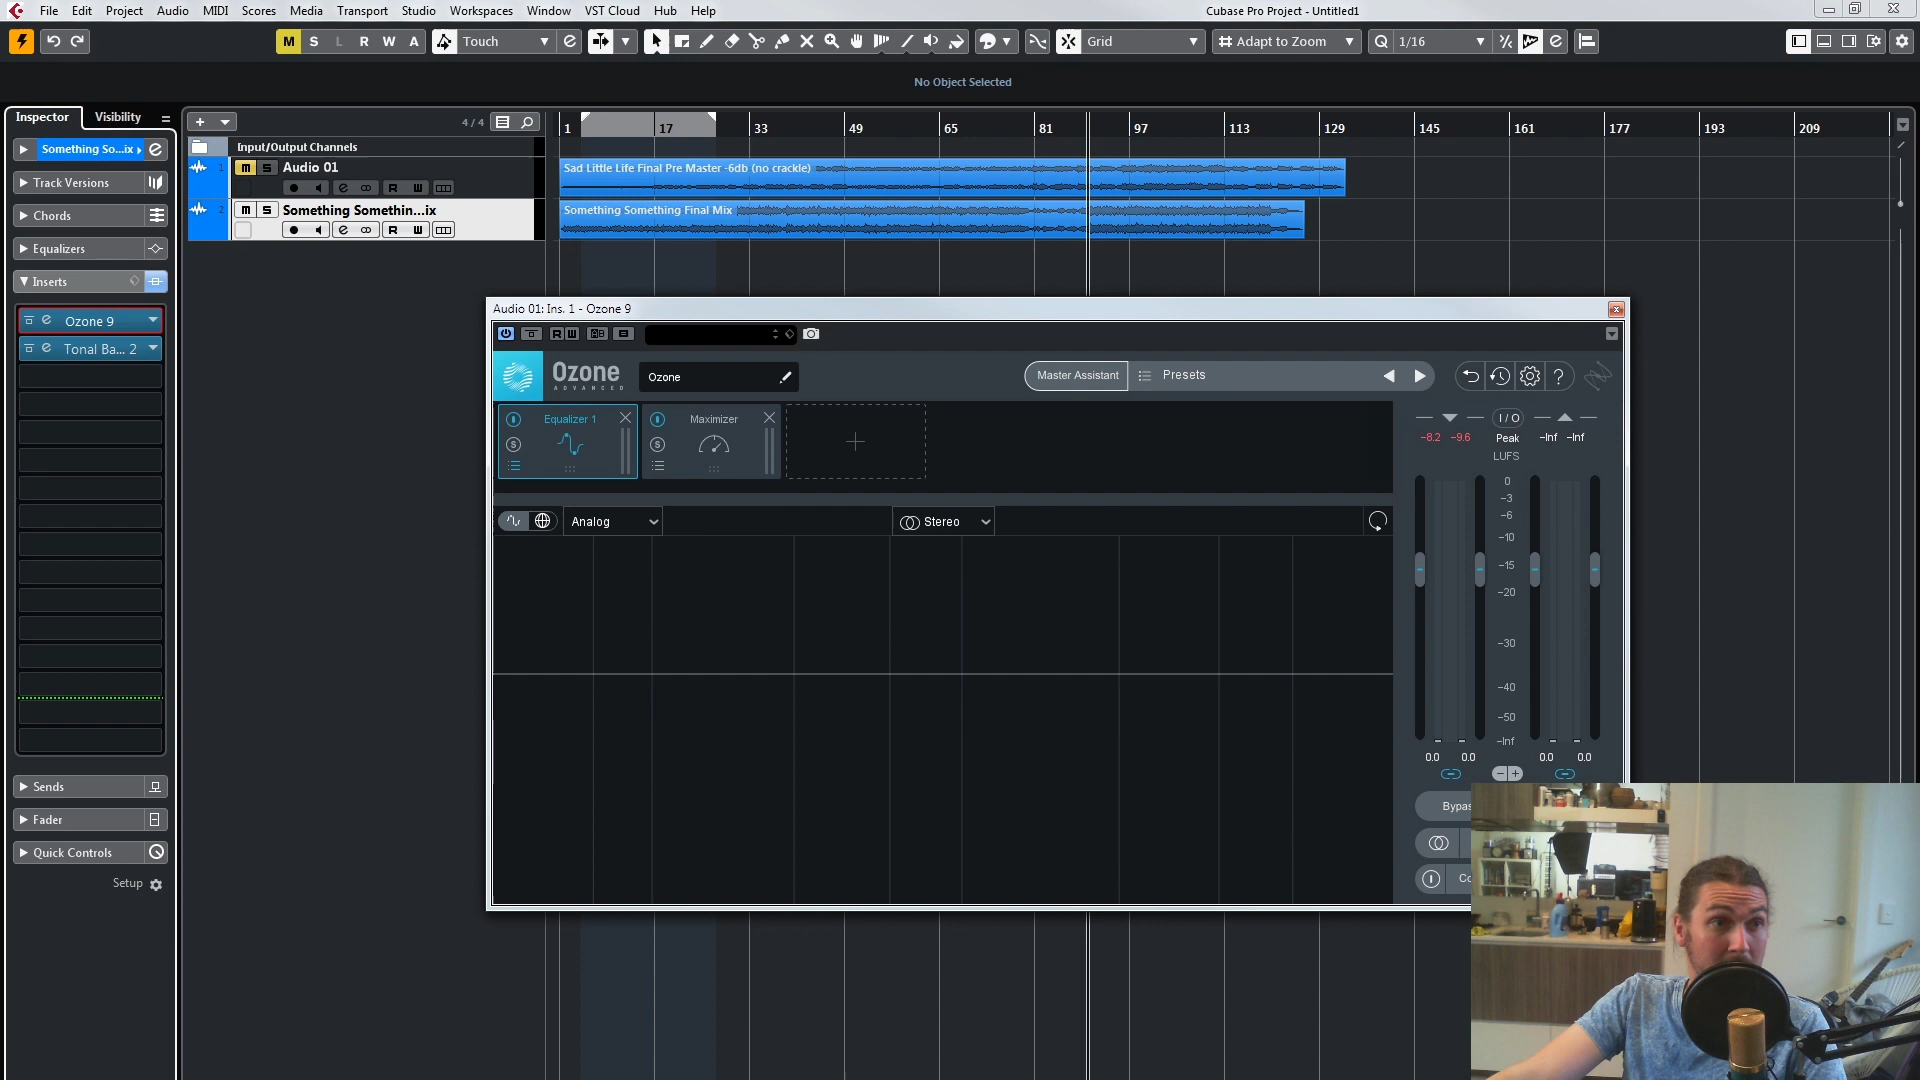 File Edit Project Audio MIDI Scores Media Transport Studio Workspaces Window VST Cloud Hub Help
Cubase Pro Project - Untitled1
M S L R W A Touch Grid Adapt to Zoom Q 1/16
No Object Selected
Inspector Visibility
Something So...ix
Track Versions
Chords
Equalizers
Inserts
Ozone 9
Tonal Ba... 2
Sends
Fader
Quick Controls
Setup
4 / 4
1 17 33 49 65 81 97 113 129 145 161 177 193 209
Input/Output Channels
1 m S Audio 01
R W
2 m S Something Somethin...ix
R W
Sad Little Life Final Pre Master -6db (no crackle)
Something Something Final Mix
Audio 01: Ins. 1 - Ozone 9
R W
Ozone
ADVANCED
Ozone
Master Assistant
Presets
?
Equalizer 1
S
Maximizer
S
Analog
Stereo
I / O
-8.2 -9.6 Peak -Inf -Inf
LUFS
0
-3
-6
-10
-15
-20
-30
-40
-50
-Inf
0.0 0.0 0.0 0.0
Bypas
Co